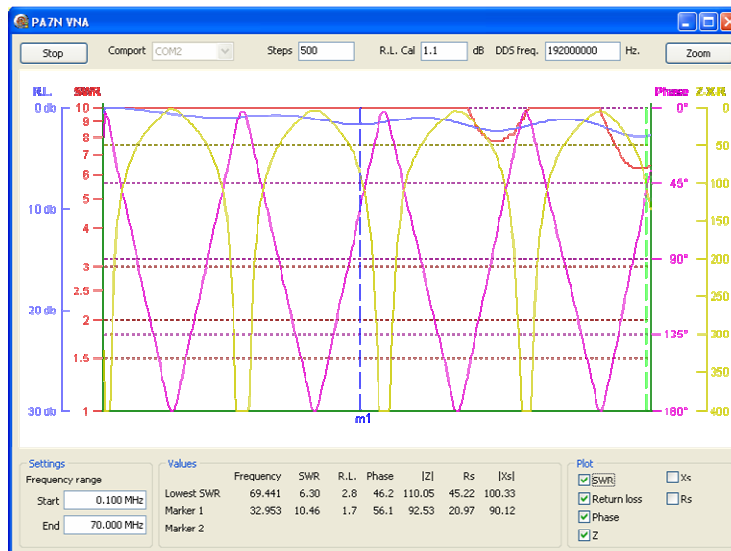 PA7N VNA
Stop Comport COM2 Steps 500 R.L. Cal 1.1 dB DDS freq. 192000000 Hz. Zoom
R.L. SWR Phase Z-X-R
0 db 10 0° 0
9
8 50
7
6 45° 100
10 db 5 150
4
3 90° 200
2.5 250
20 db 2
135° 300
1.5 350
30 db 1 180° 400
m1
Settings
Frequency range
Start 0.100 MHz
End 70.000 MHz
Values
Frequency SWR R.L. Phase |Z| Rs |Xs|
Lowest SWR 69.441 6.30 2.8 46.2 110.05 45.22 100.33
Marker 1 32.953 10.46 1.7 56.1 92.53 20.97 90.12
Marker 2
Plot
SWR Xs
Return loss Rs
Phase
Z